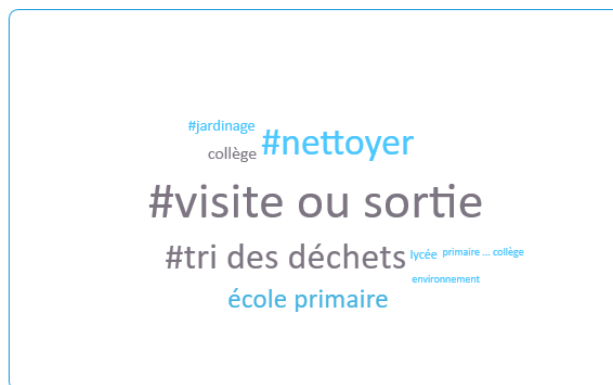 #jardinage
#nettoyer
collège
#visite ou sortie
#tri des déchets
lycée
primaire ... collège
environnement
école primaire